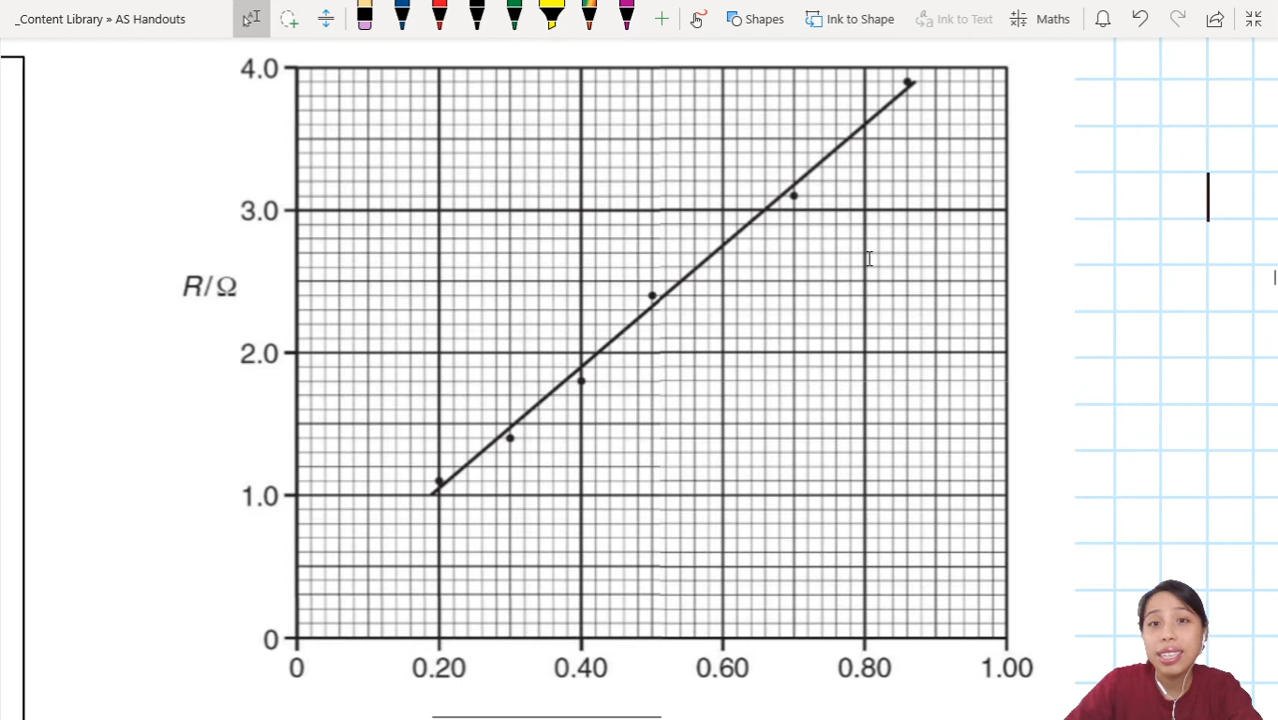 _Content Library » AS Handouts
Shapes
Ink to Shape
Ink to Text
Maths
4.0
3.0
R/Ω
2.0
1.0
0
0 0.20 0.40 0.60 0.80 1.00